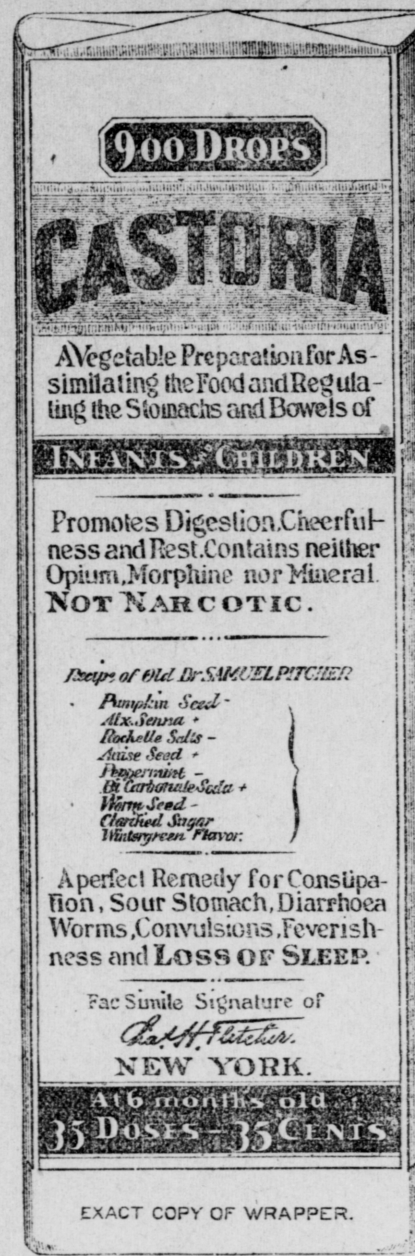 900 DROPS
CASTORIA
AVegetable Preparation for As-
similating the Food and Regula-
ting the Stomachs and Bowels of
INFANTS & CHILDREN
Promotes Digestion, Cheerful-
ness and Rest. Contains neither
Opium, Morphine nor Mineral.
NOT NARCOTIC.
Recipe of Old Dr SAMUEL PITCHER
Pumpkin Seed -
Alx. Senna +
Rochelle Salts -
Anise Seed +
Peppermint -
Bi Carbonate Soda +
Worm Seed -
Clarified Sugar
Wintergreen Flavor.
A perfect Remedy for Constipa-
tion, Sour Stomach, Diarrhoea
Worms, Convulsions, Feverish-
ness and LOSS OF SLEEP.
Fac Simile Signature of
Chas. H. Fletcher.
NEW YORK.
At 6 months old
35 DOSES - 35 CENTS
EXACT COPY OF WRAPPER.